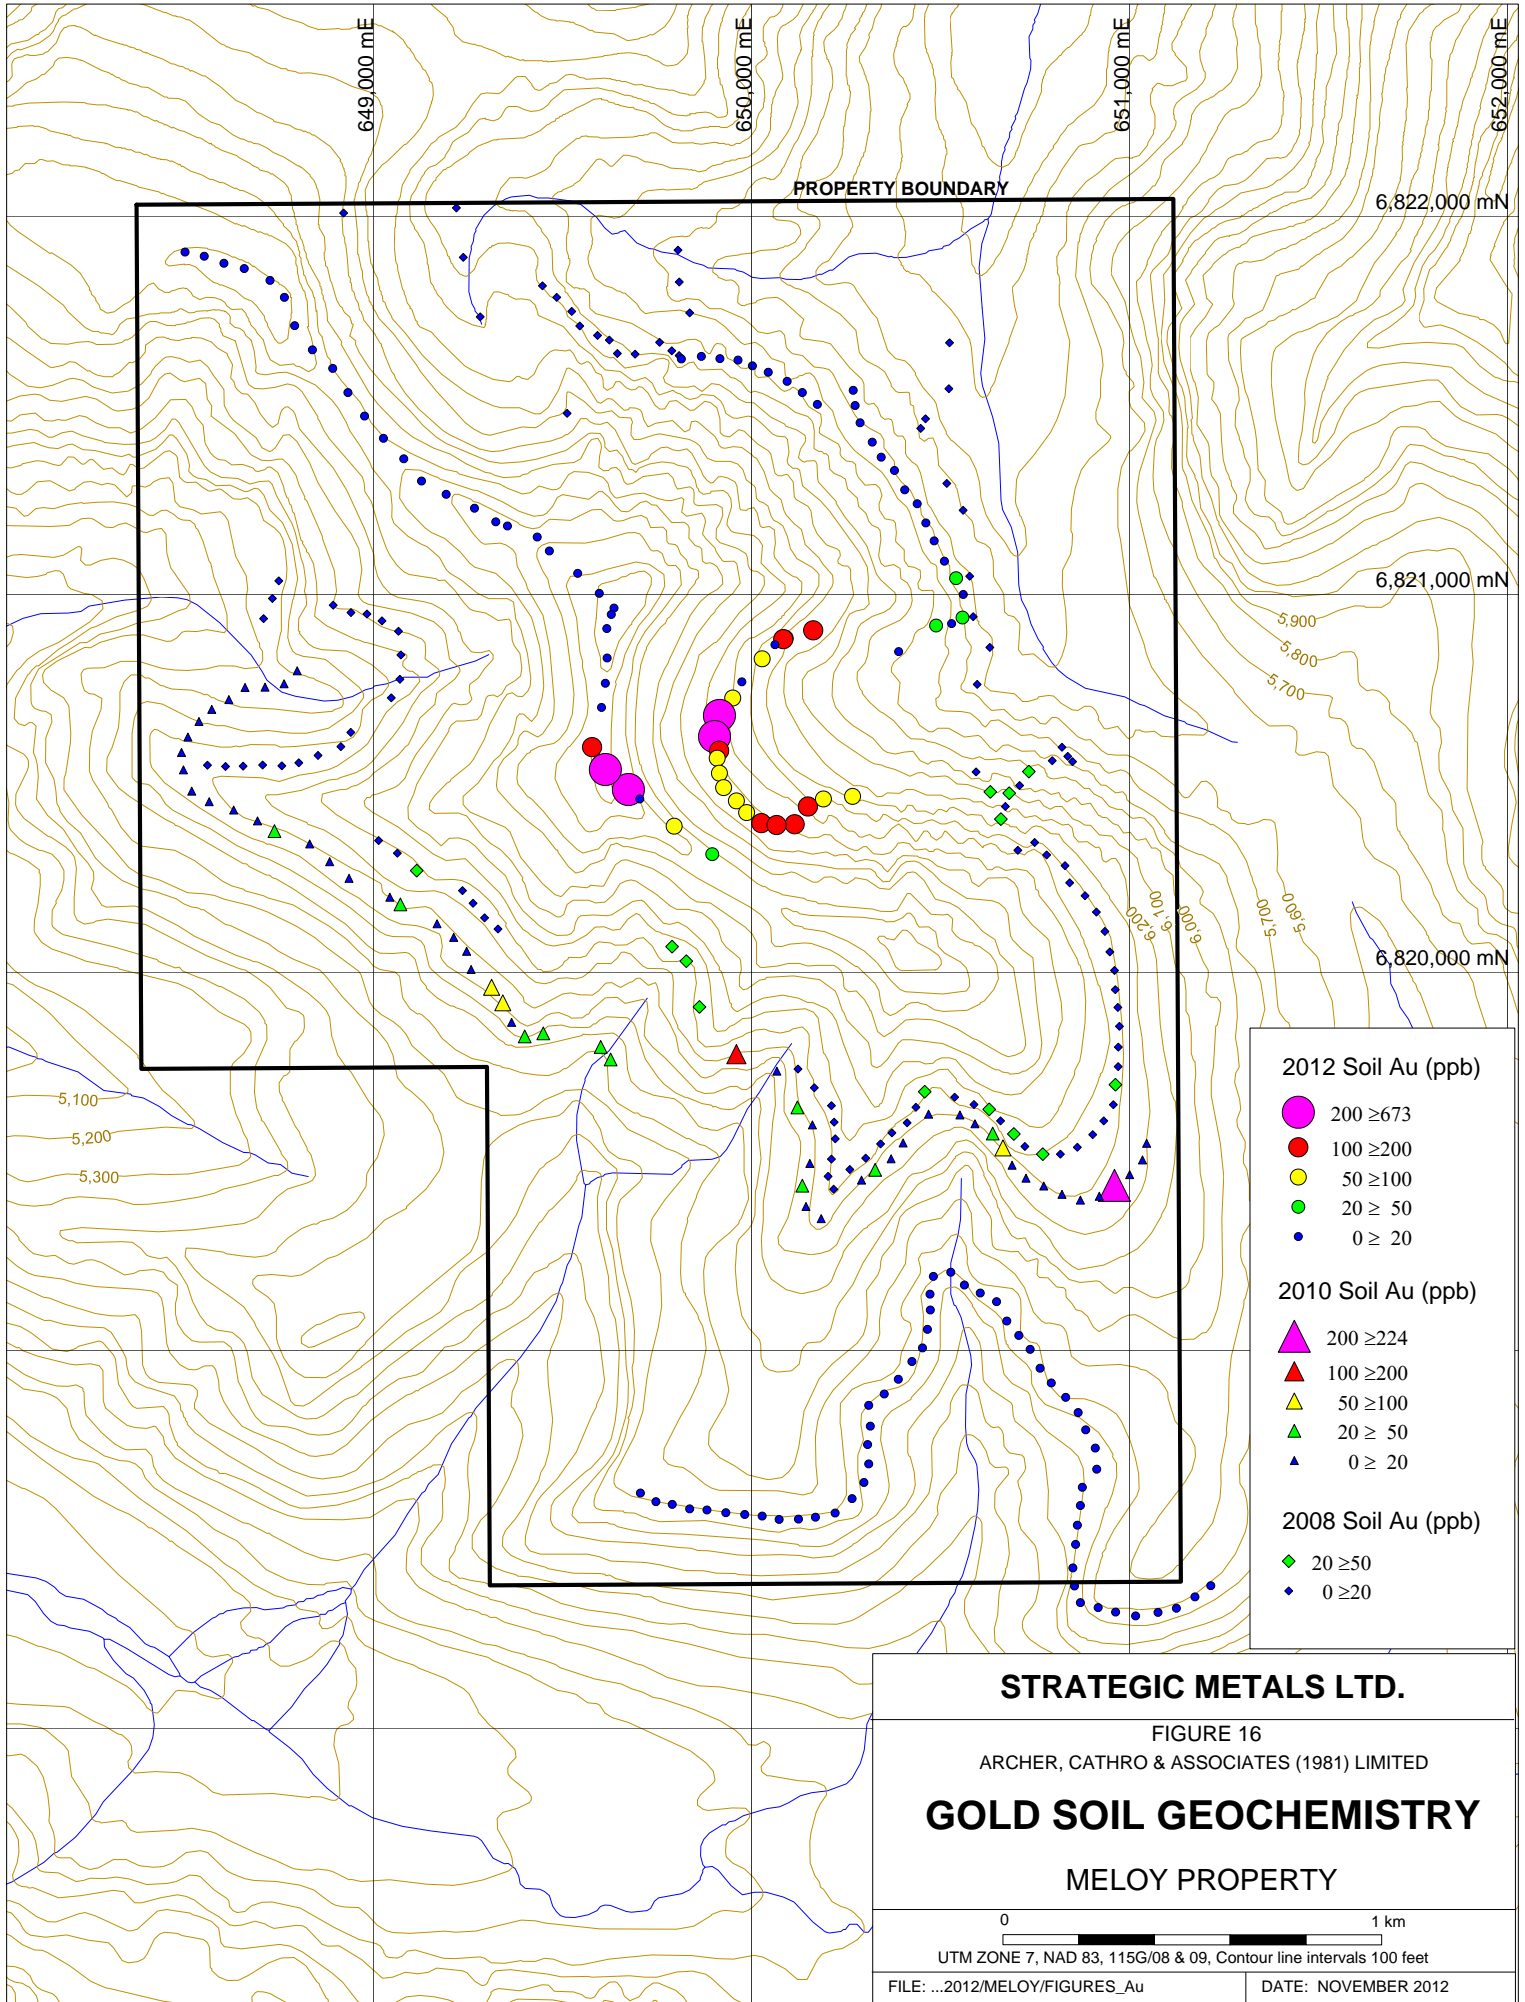 649,000 mE
650,000 mE
651,000 mE
652,000 mE
PROPERTY BOUNDARY
6,822,000 mN
6,821,000 mN
5,900
5,800
5,700
6,200
6,100
6,000
5,700
5,600
6,820,000 mN
5,100
5,200
5,300
2012 Soil Au (ppb)
200 ≥673
100 ≥200
50 ≥100
20 ≥ 50
0 ≥ 20
2010 Soil Au (ppb)
200 ≥224
100 ≥200
50 ≥100
20 ≥ 50
0 ≥ 20
2008 Soil Au (ppb)
20 ≥50
0 ≥20
STRATEGIC METALS LTD.
FIGURE 16
ARCHER, CATHRO & ASSOCIATES (1981) LIMITED
GOLD SOIL GEOCHEMISTRY
MELOY PROPERTY
0 1 km
UTM ZONE 7, NAD 83, 115G/08 & 09, Contour line intervals 100 feet
FILE: ...2012/MELOY/FIGURES_Au
DATE: NOVEMBER 2012